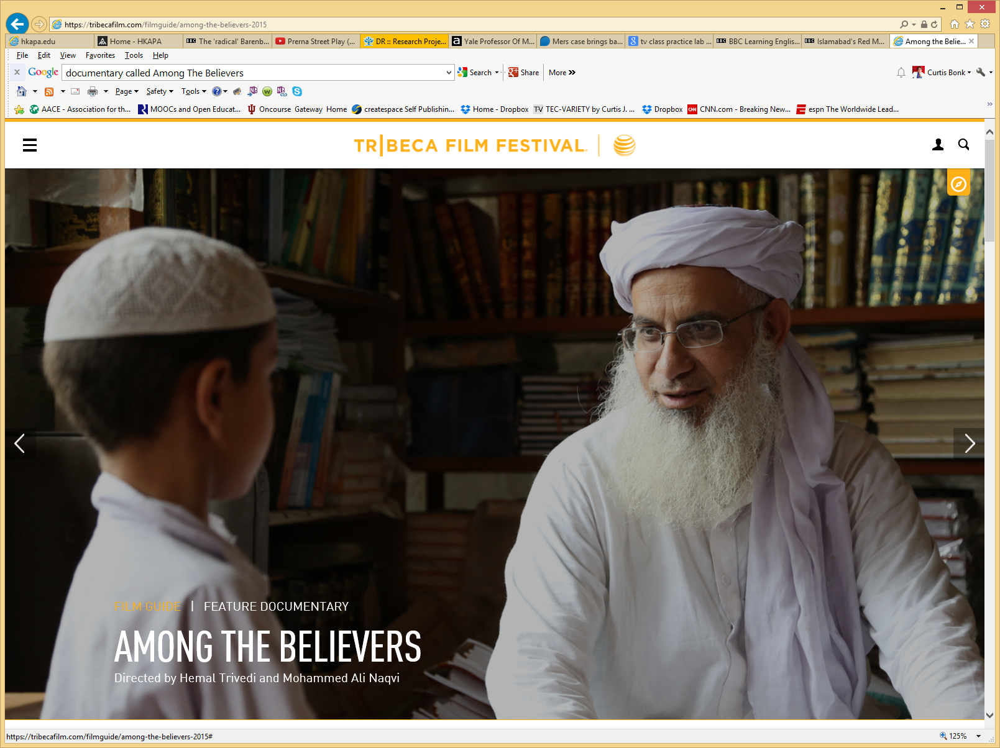 https://tribecafilm.com/filmguide/among-the-believers-2015
hkapa.edu
Home - HKAPA
BBC The 'radical' Barenb...
Prerna Street Play (...
DR :: Research Proje...
a Yale Professor Of M...
Mers case brings ba...
g tv class practice lab ...
BBC BBC Learning Englis...
BBC Islamabad's Red M...
Among the Belie...
File Edit View Favorites Tools Help
x Google documentary called Among The Believers Search Share More » Curtis Bonk
Page Safety Tools
AACE - Association for th... MOOCs and Open Educat... Oncourse Gateway Home createspace Self Publishin... Home - Dropbox TV TEC-VARIETY by Curtis J. ... Dropbox CNN CNN.com - Breaking New... espn The Worldwide Lead...
TRIBECA FILM FESTIVAL
FILM GUIDE | FEATURE DOCUMENTARY
AMONG THE BELIEVERS
Directed by Hemal Trivedi and Mohammed Ali Naqvi
https://tribecafilm.com/filmguide/among-the-believers-2015#
125%